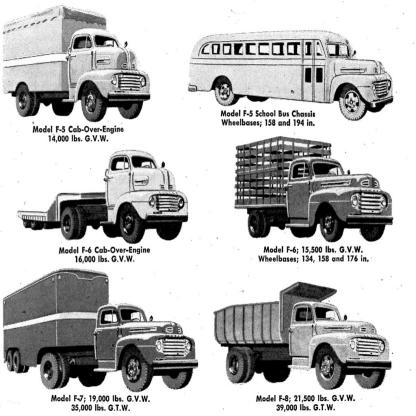 Model F-5 Cab-Over-Engine
14,000 lbs. G.V.W.
Model F-5 School Bus Chassis
Wheelbases; 158 and 194 in.
Model F-6 Cab-Over-Engine
16,000 lbs. G.V.W.
Model F-6; 15,500 lbs. G.V.W.
Wheelbases; 134, 158 and 176 in.
Model F-7; 19,000 lbs. G.V.W.
35,000 lbs. G.T.W.
Model F-8; 21,500 lbs. G.V.W.
39,000 lbs. G.T.W.